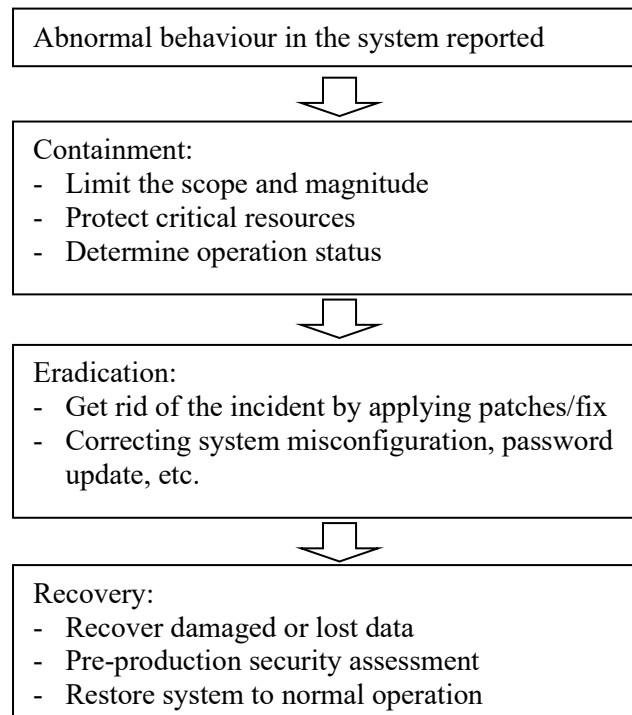 Abnormal behaviour in the system reported
Containment:
- Limit the scope and magnitude
- Protect critical resources
- Determine operation status
Eradication:
- Get rid of the incident by applying patches/fix
- Correcting system misconfiguration, password
update, etc.
Recovery:
- Recover damaged or lost data
- Pre-production security assessment
- Restore system to normal operation